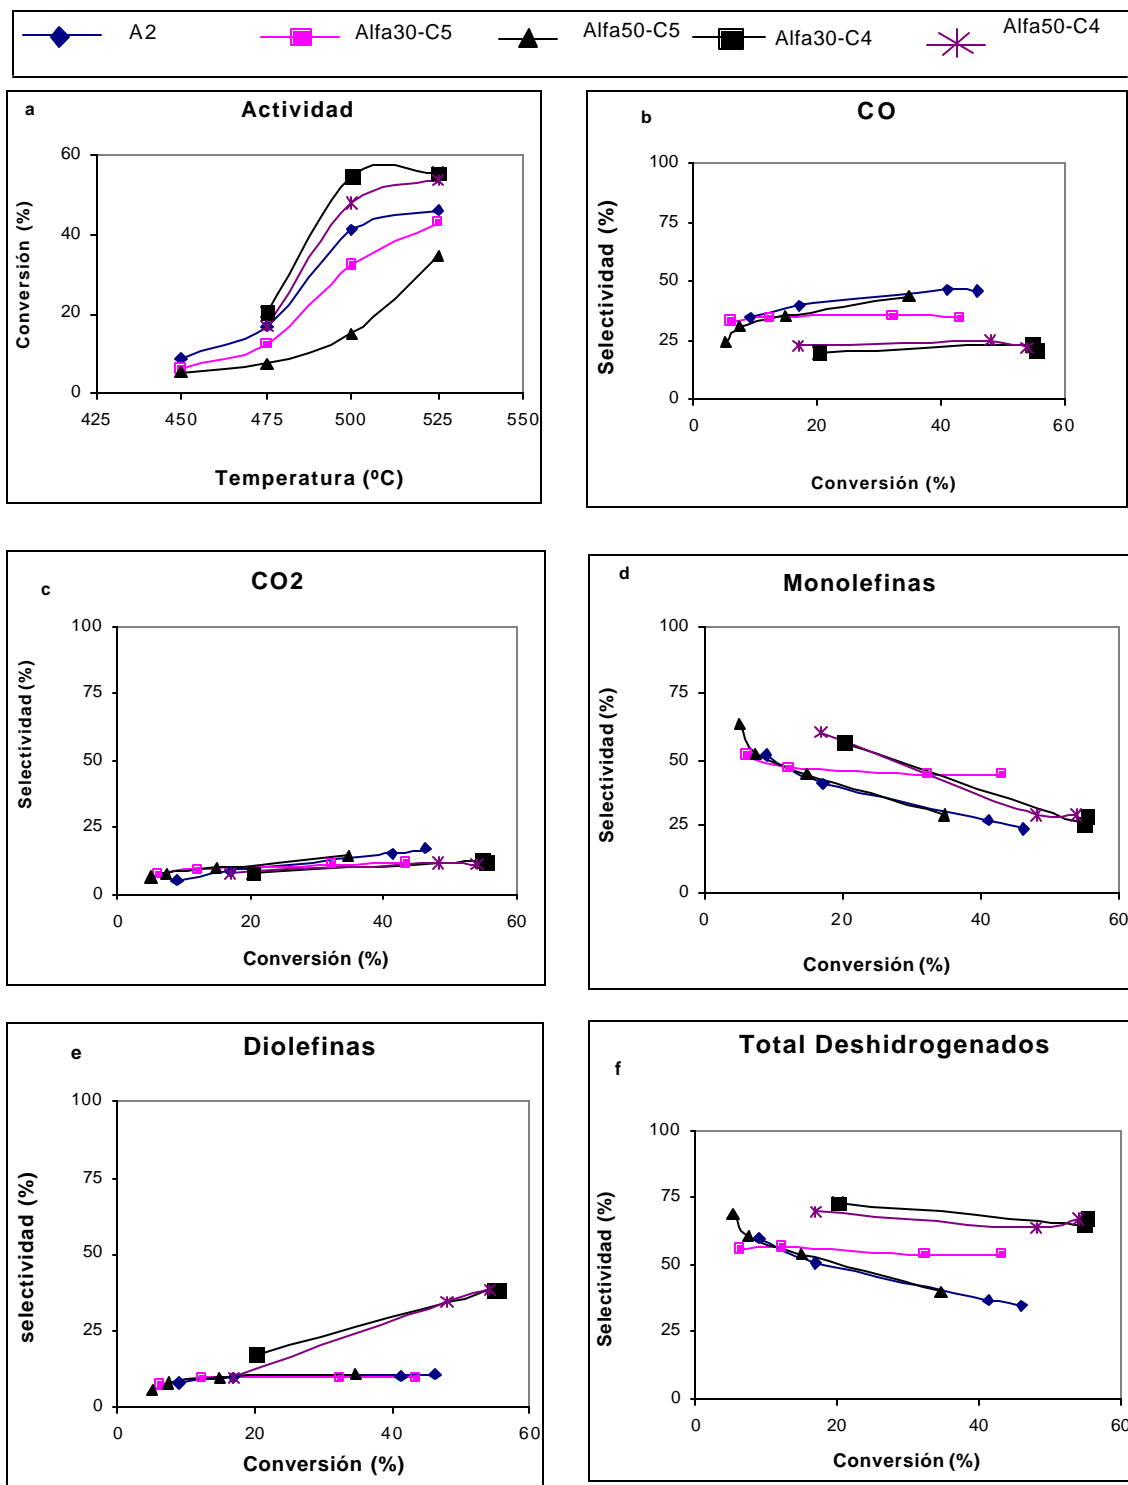 A2 Alfa30-C5 Alfa50-C5 Alfa30-C4 Alfa50-C4
a Actividad
60
40
20
0
425 450 475 500 525 550
Conversión (%)
Temperatura (ºC)
b CO
100
75
50
25
0
0 20 40 60
Selectividad (%)
Conversión (%)
c CO2
100
75
50
25
0
0 20 40 60
Selectividad (%)
Conversión (%)
d Monolefinas
100
75
50
25
0
0 20 40 60
Selectividad (%)
Conversión (%)
e Diolefinas
100
75
50
25
0
0 20 40 60
selectividad (%)
Conversión (%)
f Total Deshidrogenados
100
75
50
25
0
0 20 40 60
Selectividad (%)
Conversión (%)